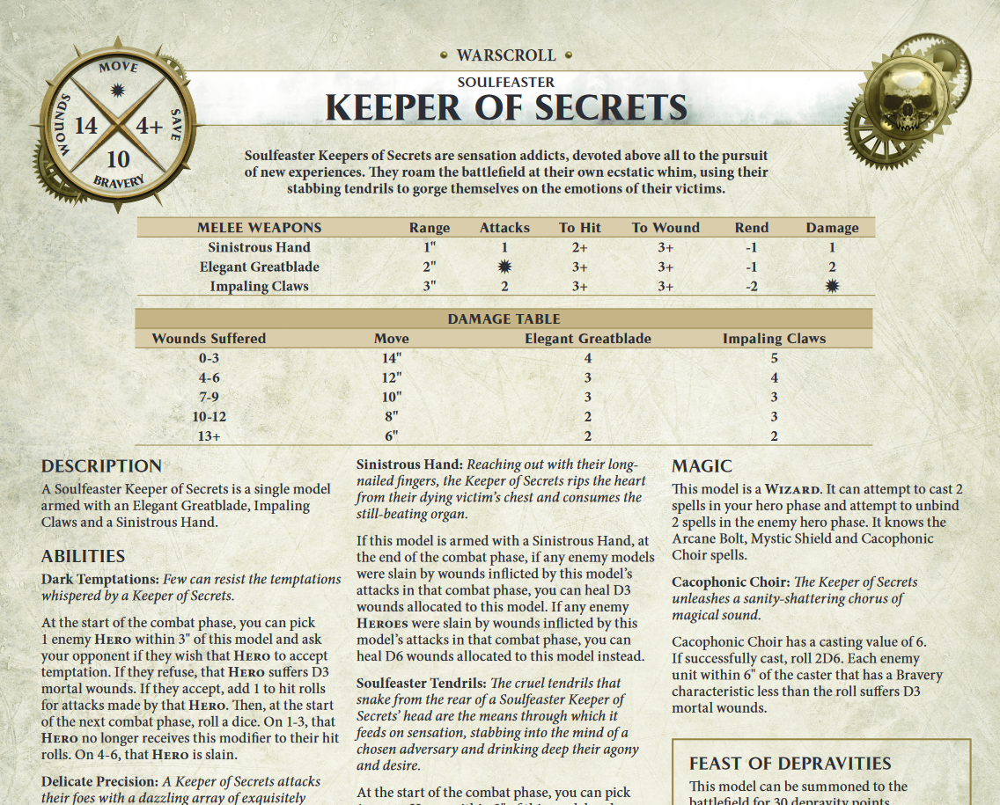 WARSCROLL
SOULFEASTER
KEEPER OF SECRETS
MOVE
WOUNDS
14
4+
SAVE
10
BRAVERY
Soulfeaster Keepers of Secrets are sensation addicts, devoted above all to the pursuit
of new experiences. They roam the battlefield at their own ecstatic whim, using their
stabbing tendrils to gorge themselves on the emotions of their victims.
MELEE WEAPONS Range Attacks To Hit To Wound Rend Damage
Sinistrous Hand 1" 1 2+ 3+ -1 1
Elegant Greatblade 2" ✹ 3+ 3+ -1 2
Impaling Claws 3" 2 3+ 3+ -2 ✹
DAMAGE TABLE
Wounds Suffered Move Elegant Greatblade Impaling Claws
0-3 14" 4 5
4-6 12" 3 4
7-9 10" 3 3
10-12 8" 2 3
13+ 6" 2 2
DESCRIPTION
A Soulfeaster Keeper of Secrets is a single model
armed with an Elegant Greatblade, Impaling
Claws and a Sinistrous Hand.
ABILITIES
Dark Temptations: Few can resist the temptations
whispered by a Keeper of Secrets.
At the start of the combat phase, you can pick
1 enemy HERO within 3" of this model and ask
your opponent if they wish that HERO to accept
temptation. If they refuse, that HERO suffers D3
mortal wounds. If they accept, add 1 to hit rolls
for attacks made by that HERO. Then, at the start
of the next combat phase, roll a dice. On 1-3, that
HERO no longer receives this modifier to their hit
rolls. On 4-6, that HERO is slain.
Delicate Precision: A Keeper of Secrets attacks
their foes with a dazzling array of exquisitely
Sinistrous Hand: Reaching out with their long-
nailed fingers, the Keeper of Secrets rips the heart
from their dying victim's chest and consumes the
still-beating organ.
If this model is armed with a Sinistrous Hand, at
the end of the combat phase, if any enemy models
were slain by wounds inflicted by this model's
attacks in that combat phase, you can heal D3
wounds allocated to this model. If any enemy
HEROES were slain by wounds inflicted by this
model's attacks in that combat phase, you can
heal D6 wounds allocated to this model instead.
Soulfeaster Tendrils: The cruel tendrils that
snake from the rear of a Soulfeaster Keeper of
Secrets' head are the means through which it
feeds on sensation, stabbing into the mind of a
chosen adversary and drinking deep their agony
and desire.
At the start of the combat phase, you can pick
MAGIC
This model is a WIZARD. It can attempt to cast 2
spells in your hero phase and attempt to unbind
2 spells in the enemy hero phase. It knows the
Arcane Bolt, Mystic Shield and Cacophonic
Choir spells.
Cacophonic Choir: The Keeper of Secrets
unleashes a sanity-shattering chorus of
magical sound.
Cacophonic Choir has a casting value of 6.
If successfully cast, roll 2D6. Each enemy
unit within 6" of the caster that has a Bravery
characteristic less than the roll suffers D3
mortal wounds.
FEAST OF DEPRAVITIES
This model can be summoned to the
battlefield for 30 depravity points